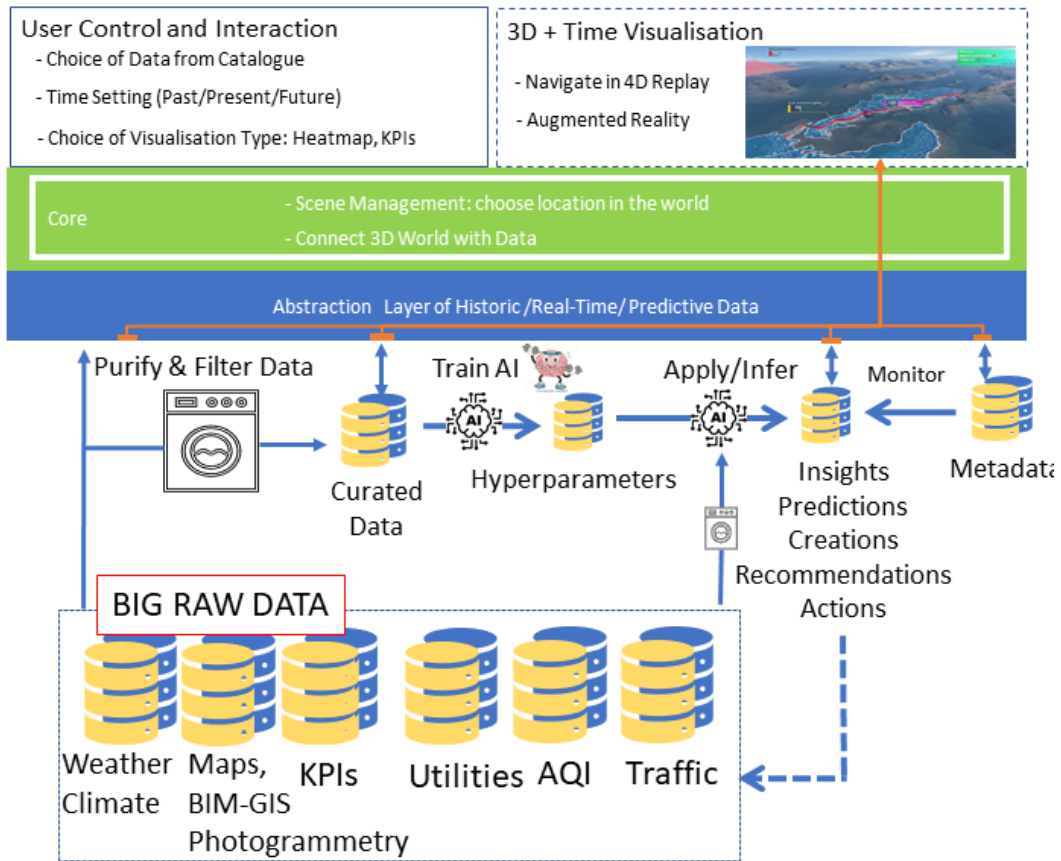 User Control and Interaction
- Choice of Data from Catalogue
- Time Setting (Past/Present/Future)
- Choice of Visualisation Type: Heatmap, KPIs
3D + Time Visualisation
- Navigate in 4D Replay
- Augmented Reality
Core
- Scene Management: choose location in the world
- Connect 3D World with Data
Abstraction Layer of Historic /Real-Time/ Predictive Data
Purify & Filter Data
Train AI
Apply/Infer
Monitor
AI
AI
Curated
Data
Hyperparameters
Insights
Predictions
Creations
Recommendations
Actions
Metadata
BIG RAW DATA
Weather
Climate
Maps,
BIM-GIS
Photogrammetry
KPIs
Utilities
AQI
Traffic